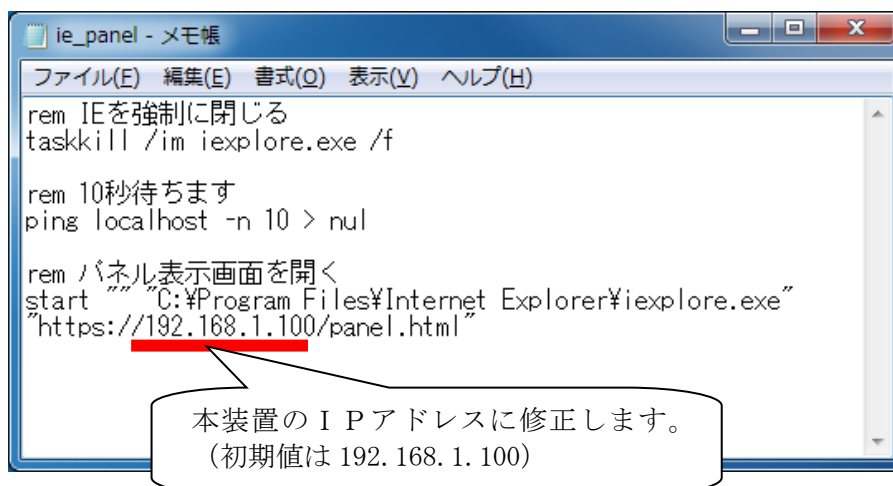 ie_panel - メモ帳
ファイル(F) 編集(E) 書式(O) 表示(V) ヘルプ(H)
rem IEを強制に閉じる
taskkill /im iexplore.exe /f
rem 10秒待ちます
ping localhost -n 10 > nul
rem パネル表示画面を開く
start "" "C:¥Program Files¥Internet Explorer¥iexplore.exe"
"https://192.168.1.100/panel.html"
本装置のＩＰアドレスに修正します。
（初期値は 192.168.1.100）